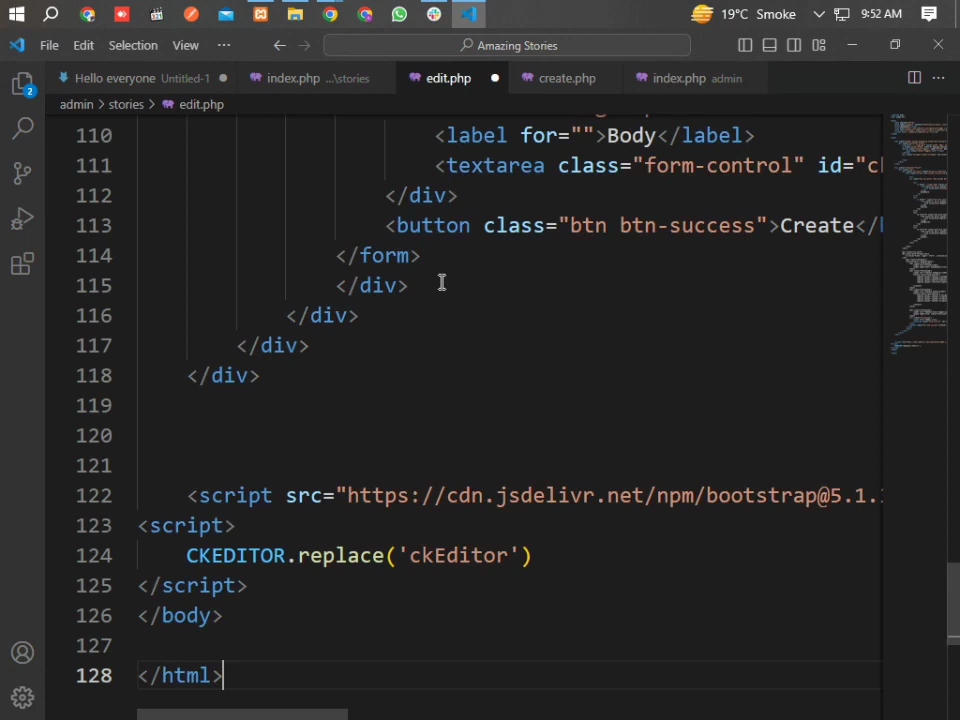 19°C Smoke 9:52 AM
File Edit Selection View ··· Amazing Stories
2
Hello everyone Untitled-1 index.php ...\stories edit.php create.php index.php admin
admin > stories > edit.php
110 <label for="">Body</label>
111 <textarea class="form-control" id="c
112 </div>
113 <button class="btn btn-success">Create</
114 </form>
115 </div>
116 </div>
117 </div>
118 </div>
119
120
121
122 <script src="https://cdn.jsdelivr.net/npm/bootstrap@5.1.
123 <script>
124 CKEDITOR.replace('ckEditor')
125 </script>
126 </body>
127
128 </html>